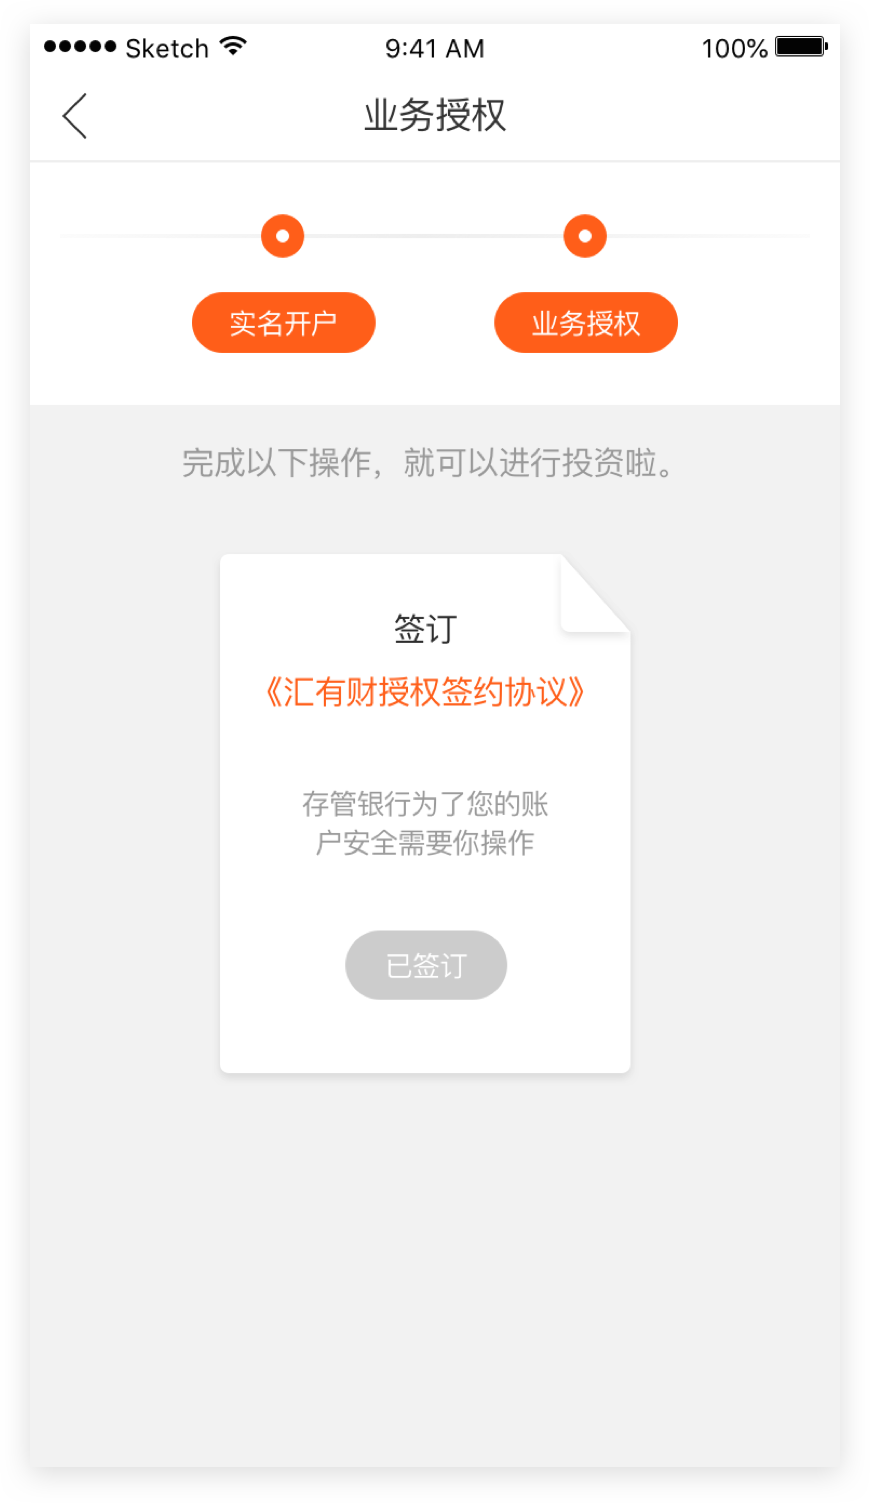 ●●●●● Sketch 9:41 AM 100%
业务授权
实名开户 业务授权
完成以下操作，就可以进行投资啦。
签订
《汇有财授权签约协议》
存管银行为了您的账
户安全需要你操作
已签订